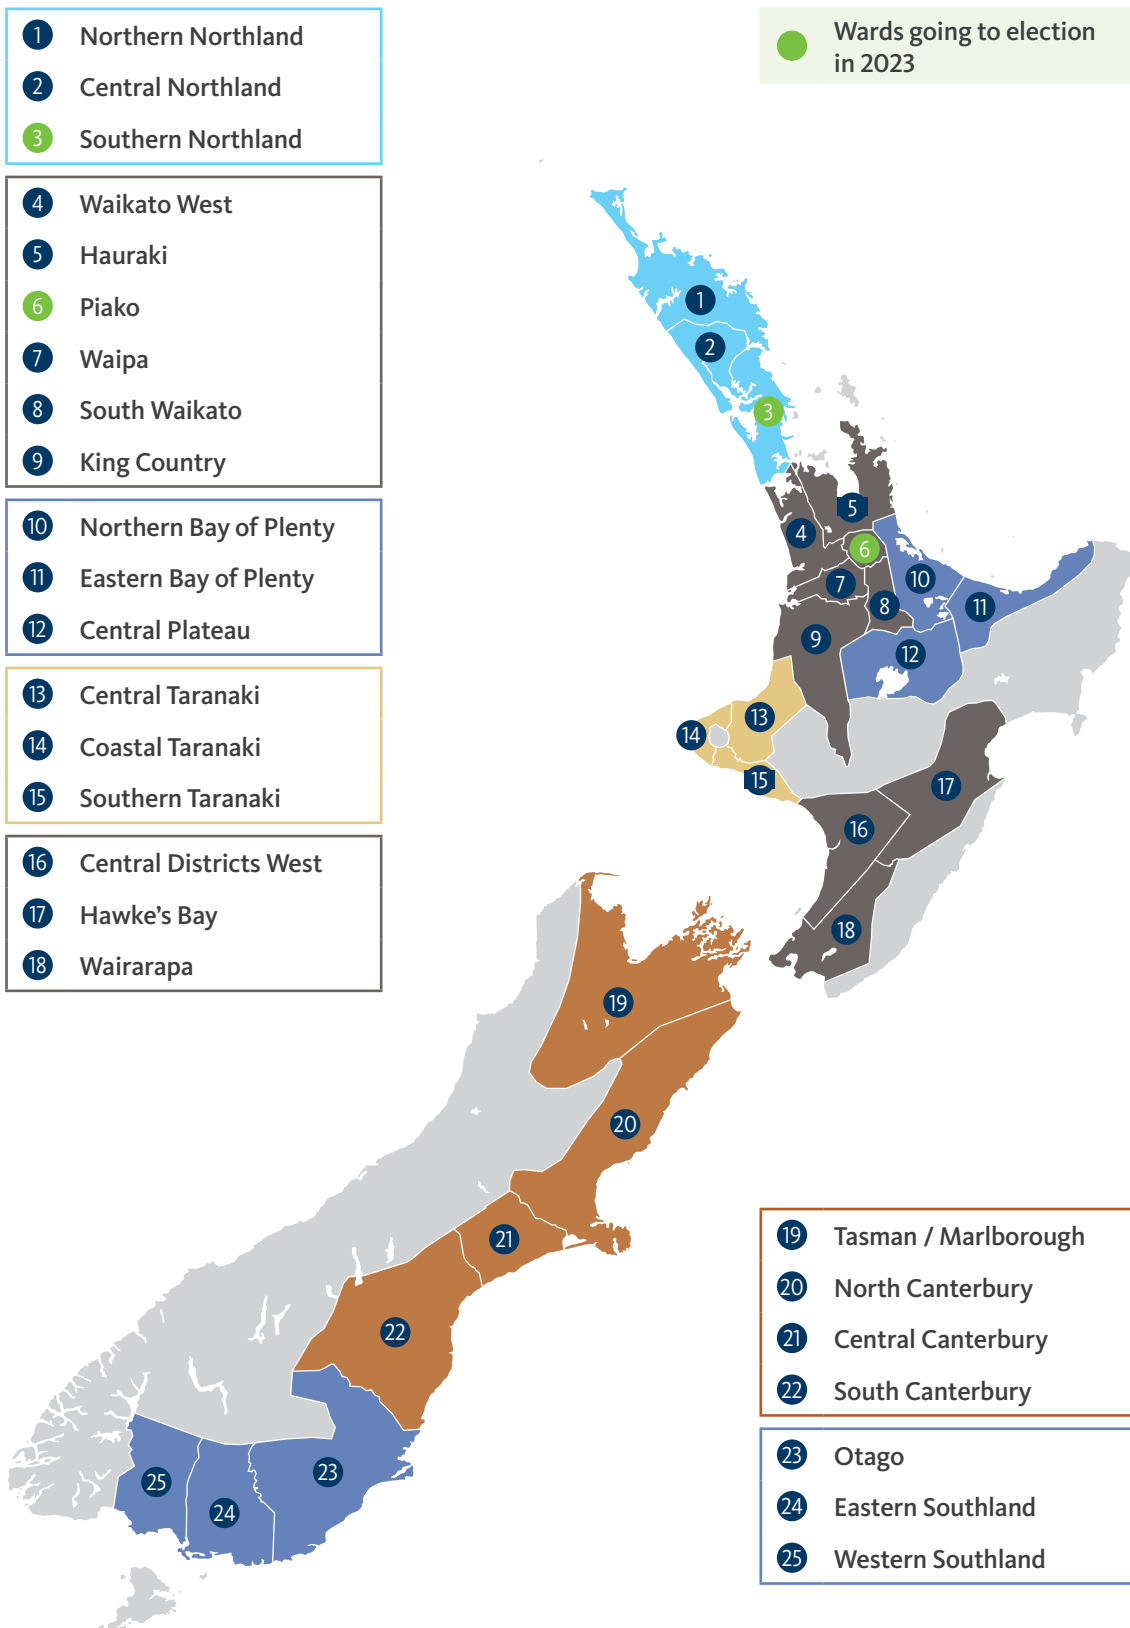 1 Northern Northland
2 Central Northland
3 Southern Northland
4 Waikato West
5 Hauraki
6 Piako
7 Waipa
8 South Waikato
9 King Country
10 Northern Bay of Plenty
11 Eastern Bay of Plenty
12 Central Plateau
13 Central Taranaki
14 Coastal Taranaki
15 Southern Taranaki
16 Central Districts West
17 Hawke's Bay
18 Wairarapa
Wards going to election
in 2023
1
2
3
5
4
6
7
10
8
11
9
12
13
14
15
17
16
18
19
20
21
22
23
25
24
19 Tasman / Marlborough
20 North Canterbury
21 Central Canterbury
22 South Canterbury
23 Otago
24 Eastern Southland
25 Western Southland